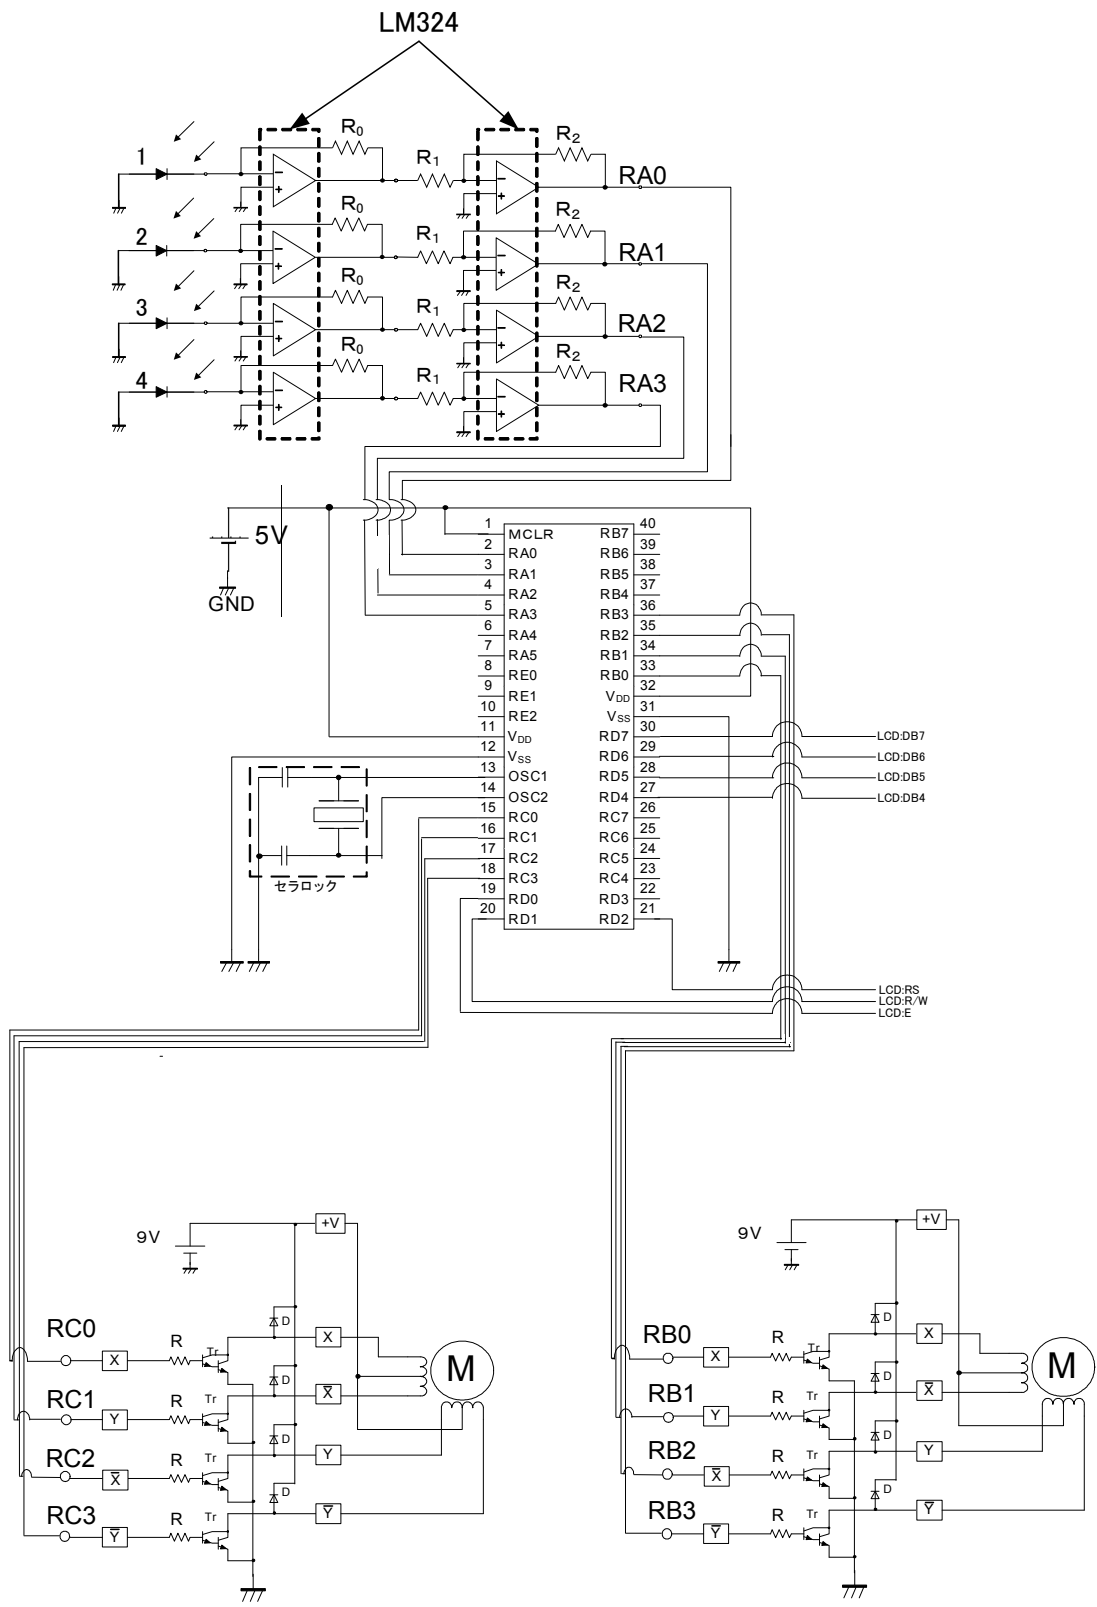 LM324
1 R0 R1 R2 RA0
− + − +
2 R0 R1 R2 RA1
− + − +
3 R0 R1 R2 RA2
− + − +
4 R0 R1 R2 RA3
− + − +
5V
GND
1 MCLR RB7 40
2 RA0 RB6 39
3 RA1 RB5 38
4 RA2 RB4 37
5 RA3 RB3 36
6 RA4 RB2 35
7 RA5 RB1 34
8 RE0 RB0 33
9 RE1 VDD 32
10 RE2 VSS 31
11 VDD RD7 30 LCD:DB7
12 VSS RD6 29 LCD:DB6
13 OSC1 RD5 28 LCD:DB5
14 OSC2 RD4 27 LCD:DB4
15 RC0 RC7 26
16 RC1 RC6 25
17 RC2 RC5 24
18 RC3 RC4 23
19 RD0 RD3 22
20 RD1 RD2 21
セラロック
LCD:RS
LCD:R/W
LCD:E
9V +V
RC0 X R Tr D X
RC1 Y R Tr D X̅
RC2 X̅ R Tr D Y
RC3 Y̅ R Tr D Y̅
M
9V +V
RB0 X R Tr D X
RB1 Y R Tr D X̅
RB2 X̅ R Tr D Y
RB3 Y̅ R Tr D Y̅
M